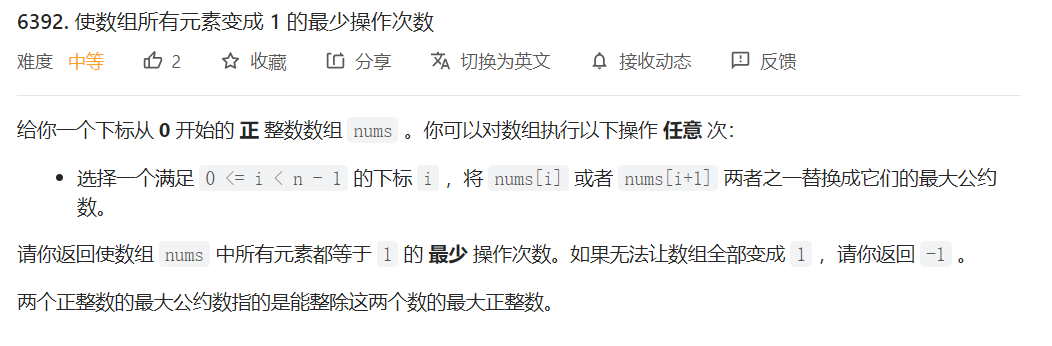 6392. 使数组所有元素变成 1 的最少操作次数
难度 中等 2 收藏 分享 切换为英文 接收动态 反馈
给你一个下标从 0 开始的 正 整数数组 nums 。你可以对数组执行以下操作 任意 次：
• 选择一个满足 0 <= i < n - 1 的下标 i ，将 nums[i] 或者 nums[i+1] 两者之一替换成它们的最大公约
数。
请你返回使数组 nums 中所有元素都等于 1 的 最少 操作次数。如果无法让数组全部变成 1 ，请你返回 -1 。
两个正整数的最大公约数指的是能整除这两个数的最大正整数。